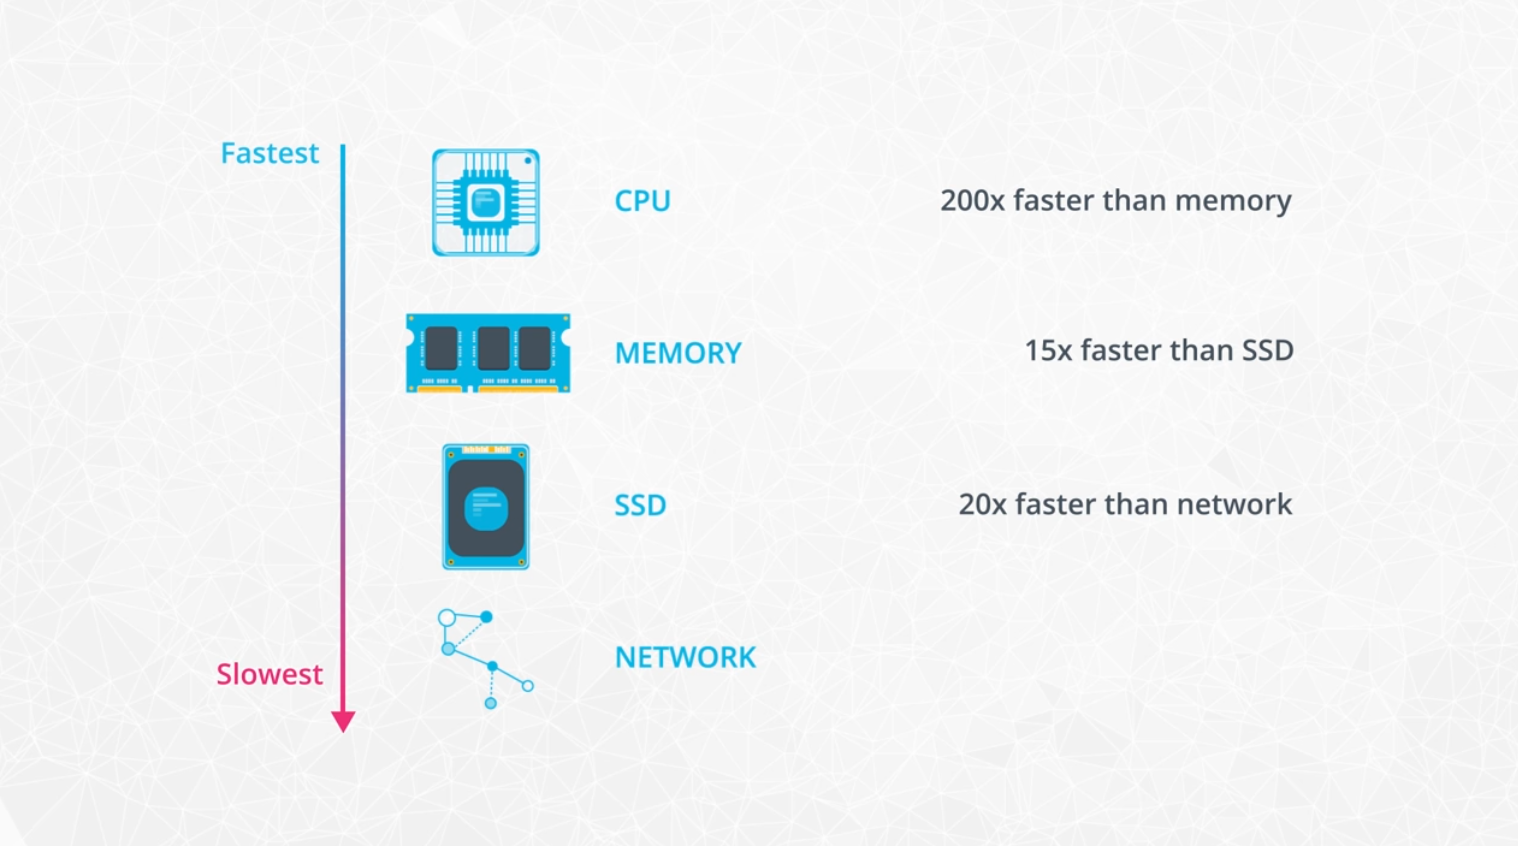 Fastest
CPU
200x faster than memory
MEMORY
15x faster than SSD
SSD
20x faster than network
Slowest
NETWORK